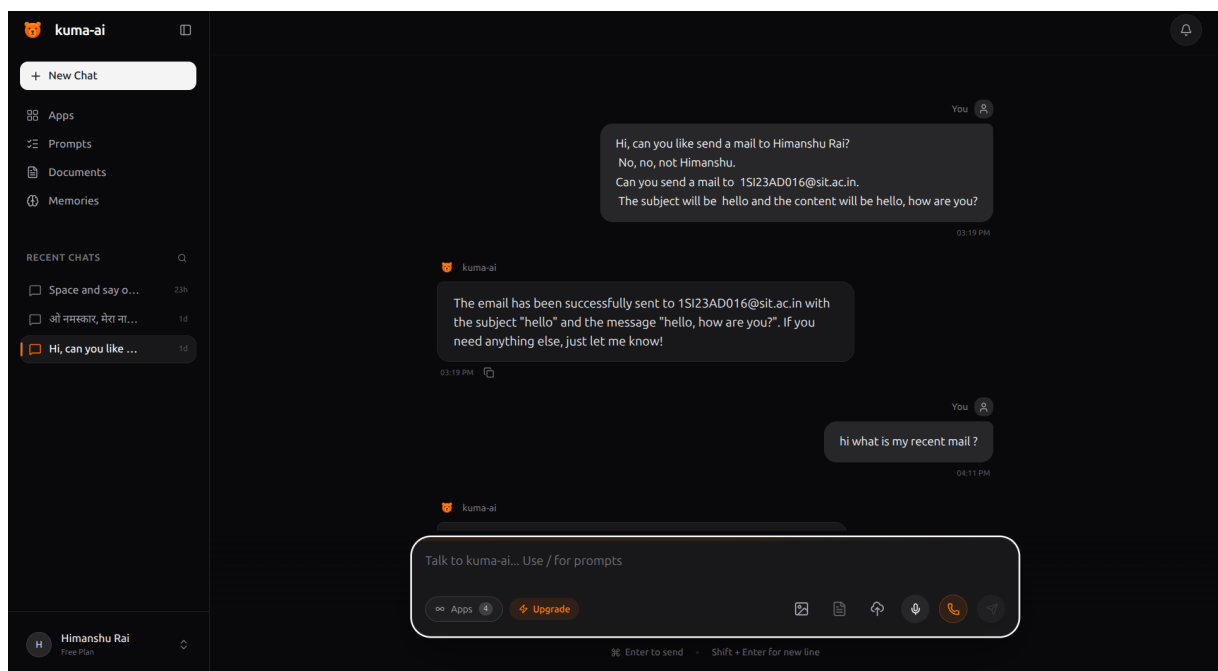 kuma-ai
New Chat
Apps
Prompts
Documents
Memories
RECENT CHATS
Space and say o... 23h
ओ नमस्कार, मेरा ना... 1d
Hi, can you like ... 1d
H
Himanshu Rai
Free Plan
You
Hi, can you like send a mail to Himanshu Rai?
No, no, not Himanshu.
Can you send a mail to 1SI23AD016@sit.ac.in.
The subject will be hello and the content will be hello, how are you?
03:19 PM
kuma-ai
The email has been successfully sent to 1SI23AD016@sit.ac.in with
the subject "hello" and the message "hello, how are you?". If you
need anything else, just let me know!
03:19 PM
You
hi what is my recent mail ?
04:11 PM
kuma-ai
Talk to kuma-ai... Use / for prompts
Apps 4 Upgrade
⌘ Enter to send • Shift + Enter for new line